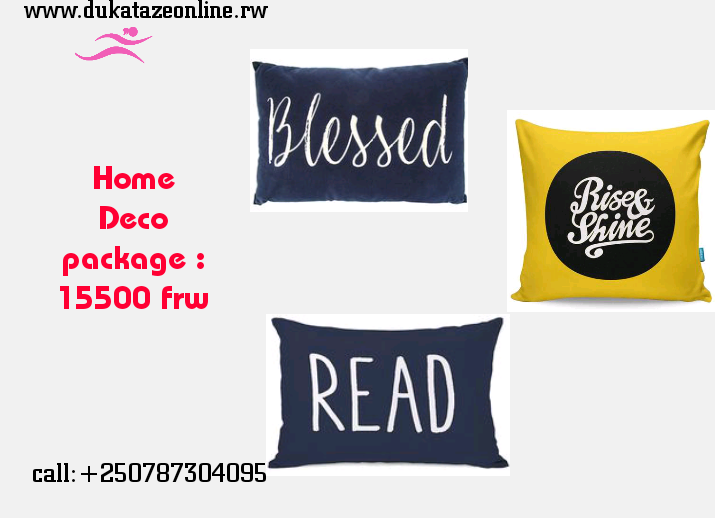 www.dukatazeonline.rw
Blessed
Rise&
Shine
Home
Deco
package :
15500 frw
READ
call:+250787304095